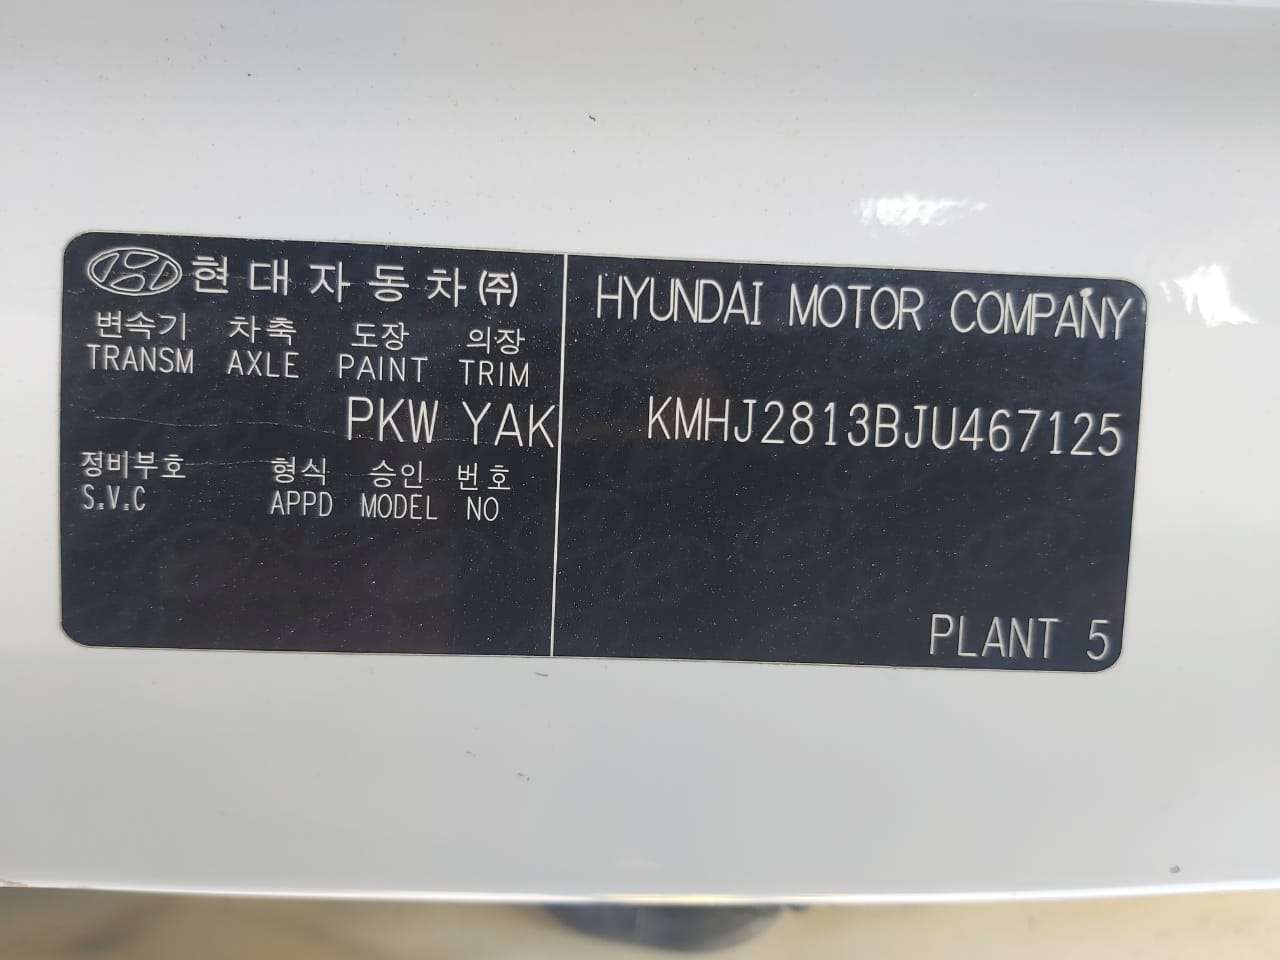 현대자동차(주)
변속기 차축 도장 의장
TRANSM AXLE PAINT TRIM
PKW YAK
정비부호 형식 승인 번호
S.V.C APPD MODEL NO
HYUNDAI MOTOR COMPANY
KMHJ2813BJU467125
PLANT 5